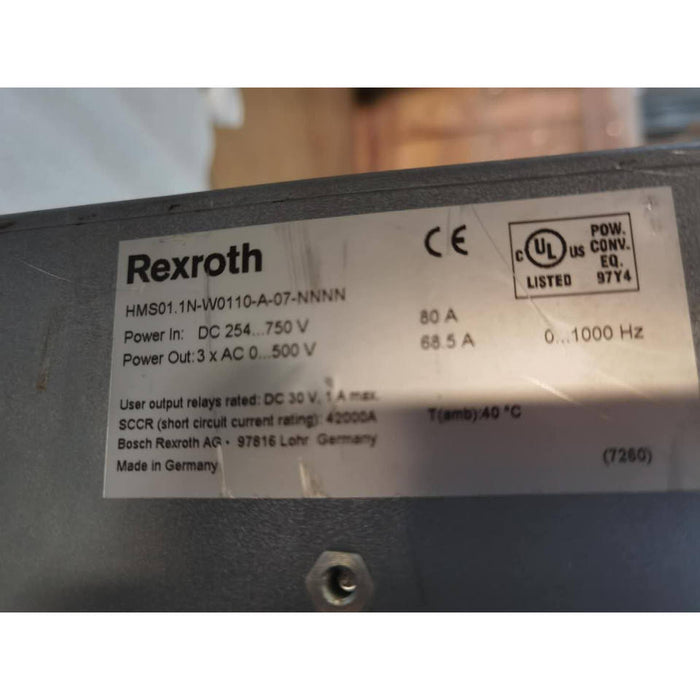 Rexroth
CE
c UL us
LISTED
POW.
CONV.
EQ.
97Y4
HMS01.1N-W0110-A-07-NNNN
Power In: DC 254...750 V 80 A
Power Out: 3 x AC 0...500 V 68.5 A 0...1000 Hz
User output relays rated: DC 30 V, 1 A max.
SCCR (short circuit current rating): 42000A T(amb):40 °C
Bosch Rexroth AG • 97816 Lohr Germany
Made in Germany (7260)